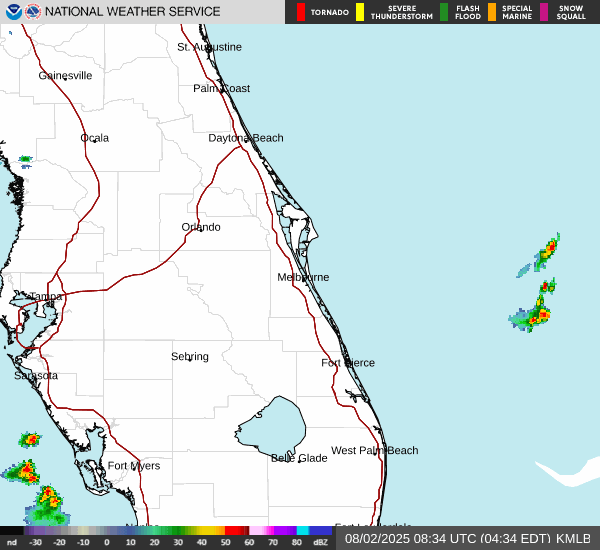 NATIONAL WEATHER SERVICE
TORNADO
SEVERE THUNDERSTORM
FLASH FLOOD
SPECIAL MARINE
SNOW SQUALL
St. Augustine
Gainesville
Palm Coast
Ocala
Daytona Beach
Orlando
Melbourne
Tampa
Sebring
Fort Pierce
Sarasota
West Palm Beach
Belle Glade
Fort Myers
nd -30 -20 -10 0 10 20 30 40 50 60 70 80 dBZ
08/02/2025 08:34 UTC (04:34 EDT) KMLB